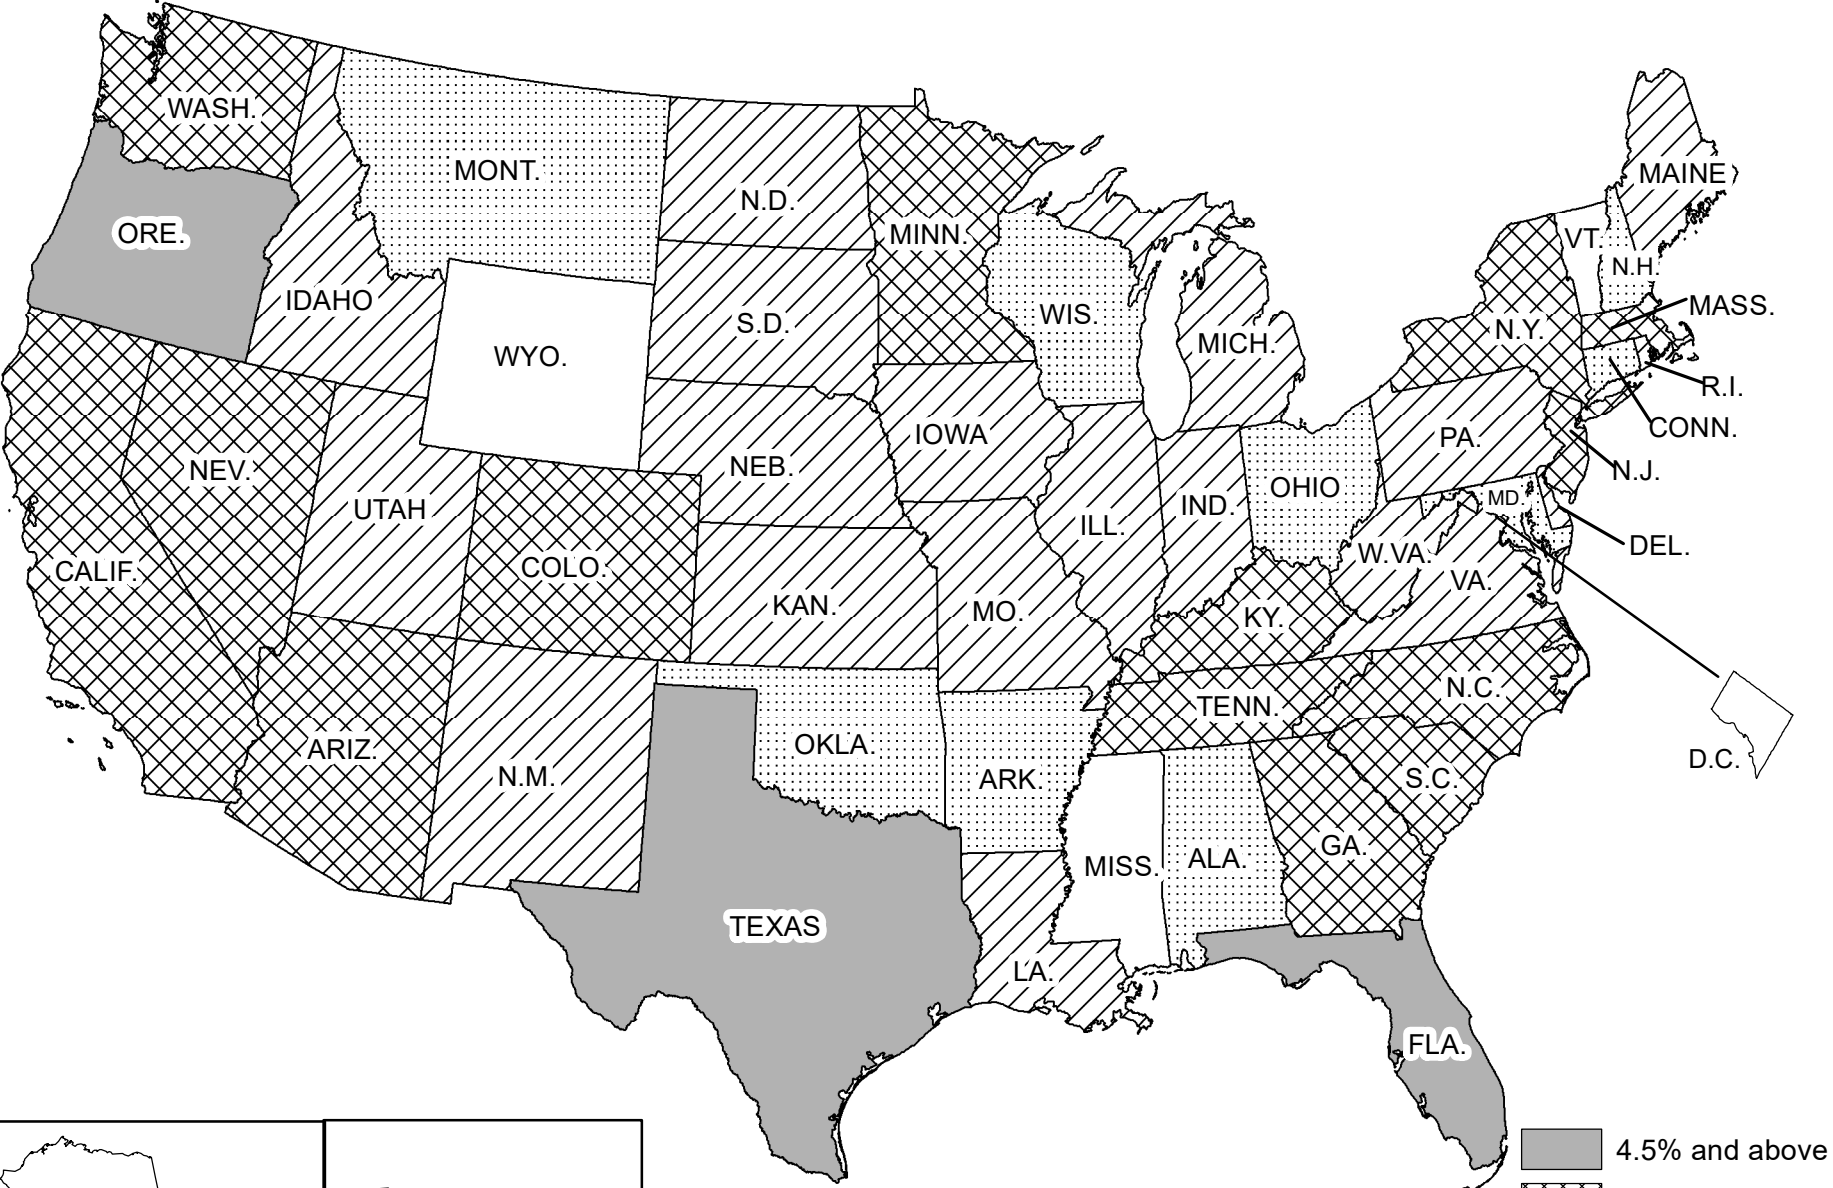 WASH.
MONT.
MAINE
N.D.
ORE.
MINN.
VT.
N.H.
IDAHO
MASS.
WIS.
S.D.
N.Y.
MICH.
WYO.
R.I.
CONN.
IOWA
PA.
NEB.
NEV.
N.J.
OHIO
MD.
IND.
UTAH
ILL.
DEL.
W.VA.
COLO.
CALIF.
VA.
KAN.
MO.
KY.
N.C.
TENN.
OKLA.
ARIZ.
D.C.
N.M.
ARK.
S.C.
GA.
ALA.
MISS.
TEXAS
LA.
FLA.
4.5% and above